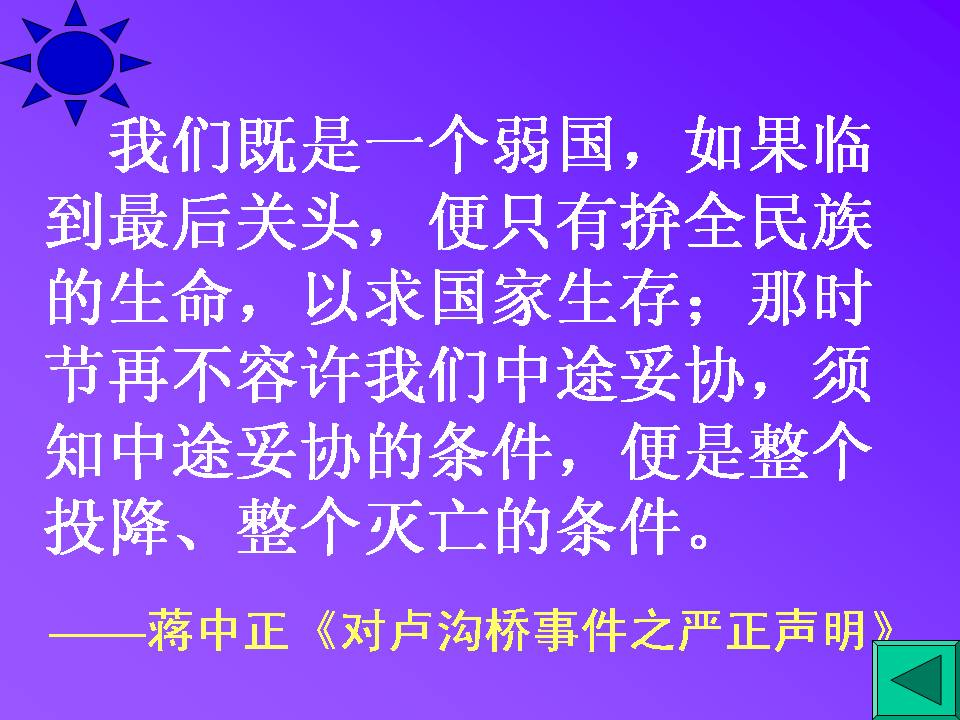 我们既是一个弱国，如果临
到最后关头，便只有拚全民族
的生命，以求国家生存；那时
节再不容许我们中途妥协，须
知中途妥协的条件，便是整个
投降、整个灭亡的条件。
——蒋中正《对卢沟桥事件之严正声明》